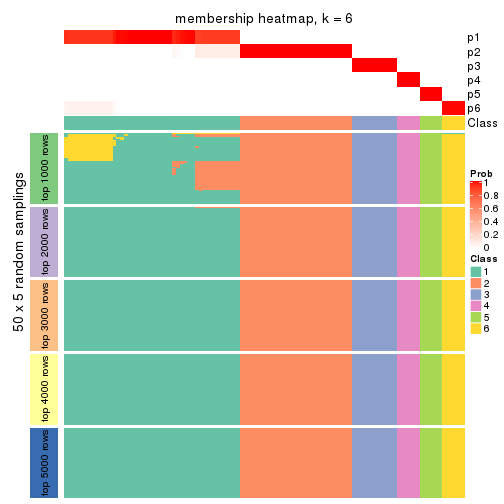 membership heatmap, k = 6
p1
p2
p3
p4
p5
p6
Class
50 x 5 random samplings
top 1000 rows
top 2000 rows
top 3000 rows
top 4000 rows
top 5000 rows
Prob
1
0.8
0.6
0.4
0.2
0
Class
1
2
3
4
5
6